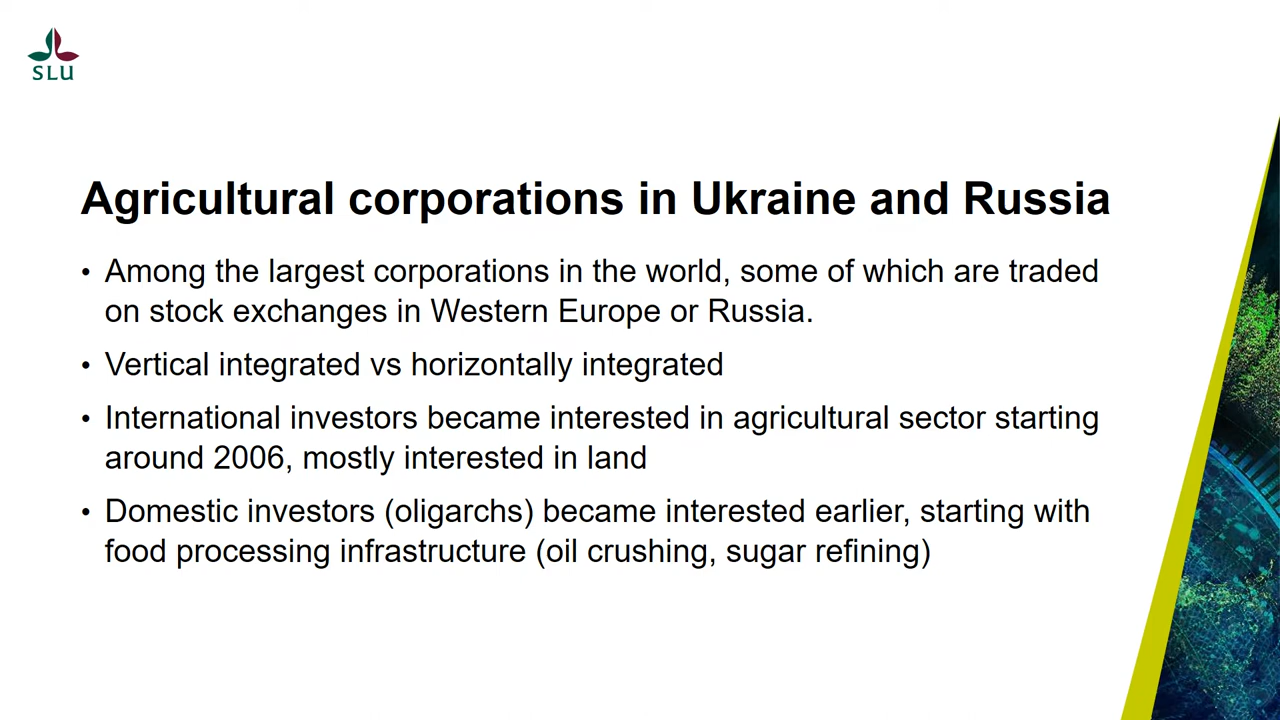 SLU
Agricultural corporations in Ukraine and Russia
• Among the largest corporations in the world, some of which are traded
on stock exchanges in Western Europe or Russia.
• Vertical integrated vs horizontally integrated
• International investors became interested in agricultural sector starting
around 2006, mostly interested in land
• Domestic investors (oligarchs) became interested earlier, starting with
food processing infrastructure (oil crushing, sugar refining)